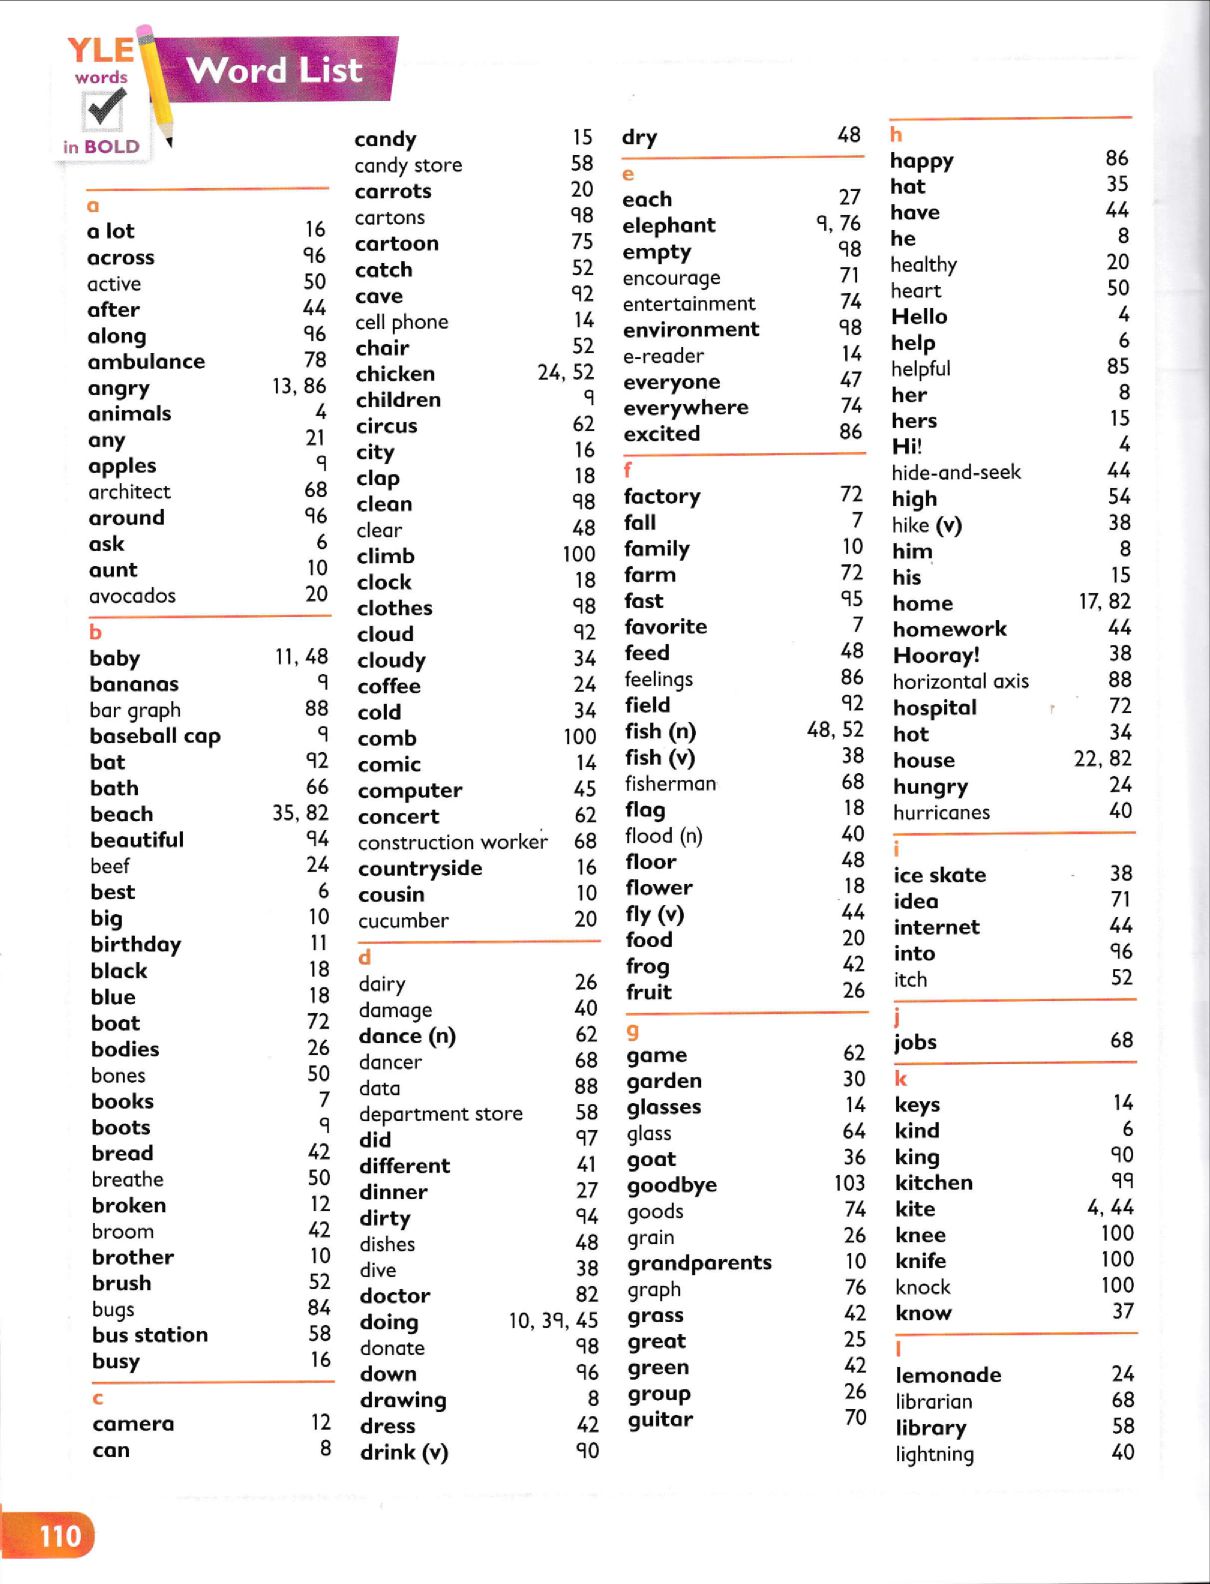 YLE
words
in BOLD
Word List
a
a lot 16
across 96
active 50
after 44
along 96
ambulance 78
angry 13, 86
animals 4
any 21
apples 9
architect 68
around 96
ask 6
aunt 10
avocados 20
b
baby 11, 48
bananas 9
bar graph 88
baseball cap 9
bat 92
bath 66
beach 35, 82
beautiful 94
beef 24
best 6
big 10
birthday 11
black 18
blue 18
boat 72
bodies 26
bones 50
books 7
boots 9
bread 42
breathe 50
broken 12
broom 42
brother 10
brush 52
bugs 84
bus station 58
busy 16
c
camera 12
can 8
candy 15
candy store 58
carrots 20
cartons 98
cartoon 75
catch 52
cave 92
cell phone 14
chair 52
chicken 24, 52
children 9
circus 62
city 16
clap 18
clean 98
clear 48
climb 100
clock 18
clothes 98
cloud 92
cloudy 34
coffee 24
cold 34
comb 100
comic 14
computer 45
concert 62
construction worker 68
countryside 16
cousin 10
cucumber 20
d
dairy 26
damage 40
dance (n) 62
dancer 68
data 88
department store 58
did 97
different 41
dinner 27
dirty 94
dishes 48
dive 38
doctor 82
doing 10, 39, 45
donate 98
down 96
drawing 8
dress 42
drink (v) 90
dry 48
e
each 27
elephant 9, 76
empty 98
encourage 71
entertainment 74
environment 98
e-reader 14
everyone 47
everywhere 74
excited 86
f
factory 72
fall 7
family 10
farm 72
fast 95
favorite 7
feed 48
feelings 86
field 92
fish (n) 48, 52
fish (v) 38
fisherman 68
flag 18
flood (n) 40
floor 48
flower 18
fly (v) 44
food 20
frog 42
fruit 26
g
game 62
garden 30
glasses 14
glass 64
goat 36
goodbye 103
goods 74
grain 26
grandparents 10
graph 76
grass 42
great 25
green 42
group 26
guitar 70
h
happy 86
hat 35
have 44
he 8
healthy 20
heart 50
Hello 4
help 6
helpful 85
her 8
hers 15
Hi! 4
hide-and-seek 44
high 54
hike (v) 38
him 8
his 15
home 17, 82
homework 44
Hooray! 38
horizontal axis 88
hospital 72
hot 34
house 22, 82
hungry 24
hurricanes 40
i
ice skate 38
idea 71
internet 44
into 96
itch 52
j
jobs 68
k
keys 14
kind 6
king 90
kitchen 99
kite 4, 44
knee 100
knife 100
knock 100
know 37
l
lemonade 24
librarian 68
library 58
lightning 40
110